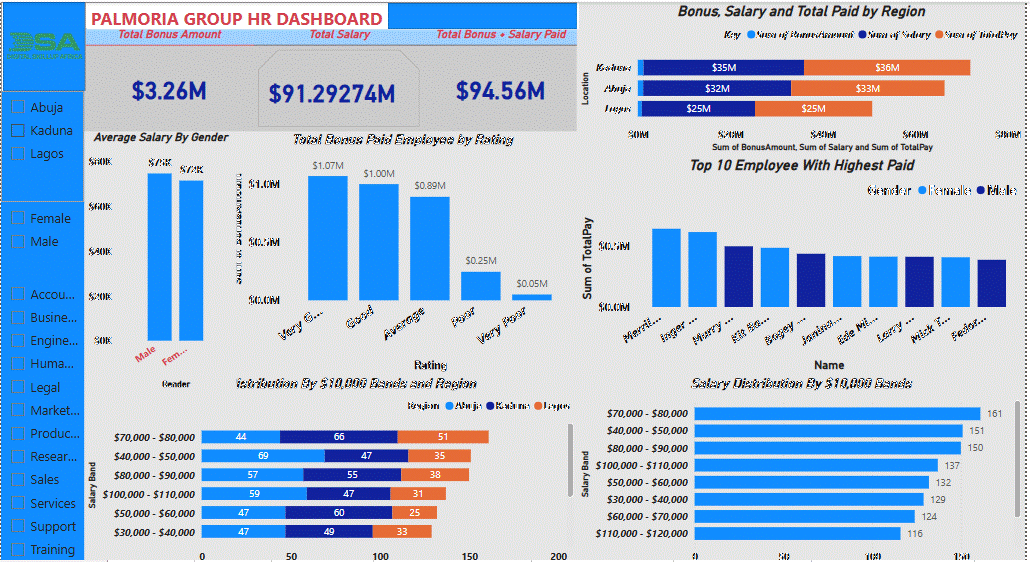 PALMORIA GROUP HR DASHBOARD
Total Bonus Amount
Total Salary
Total Bonus + Salary Paid
$3.26M
$91.29274M
$94.56M
Abuja
Kaduna
Lagos
Female
Male
Accou...
Busine...
Engine...
Huma...
Legal
Market...
Produc...
Resear...
Sales
Services
Support
Training
Bonus, Salary and Total Paid by Region
Key Sum of BonusAmount Sum of Salary Sum of TotalPay
Location
Kaduna $35M $36M
Abuja $32M $33M
Lagos $25M $25M
$0M $20M $40M $60M $80M
Sum of BonusAmount, Sum of Salary and Sum of TotalPay
Average Salary By Gender
$80K
$60K
$40K
$20K
$0K
$75K
$72K
Male
Fem...
Gender
Total Bonus Paid Employee by Rating
Sum of BonusAmount
$1.0M
$0.5M
$0.0M
$1.07M
$1.00M
$0.89M
$0.25M
$0.05M
Very G...
Good
Average
Poor
Very Poor
Rating
Top 10 Employee With Highest Paid
Gender Female Male
Sum of TotalPay
$0.5M
$0.0M
Merril...
Inger ...
Murry ...
Ede Mi...
Larry ...
Mick T...
Fedor...
Name
istribution By $10,000 Bands and Region
Region Abuja Kaduna Lagos
Salary Band
$70,000 - $80,000 44 66 51
$40,000 - $50,000 69 47 35
$80,000 - $90,000 57 55 38
$100,000 - $110,000 59 47 31
$50,000 - $60,000 47 60 25
$30,000 - $40,000 47 49 33
0 50 100 150 200
Salary Distribution By $10,000 Bands
Salary Band
$70,000 - $80,000 161
$40,000 - $50,000 151
$80,000 - $90,000 150
$100,000 - $110,000 137
$50,000 - $60,000 132
$30,000 - $40,000 129
$60,000 - $70,000 124
$110,000 - $120,000 116
0 50 100 150